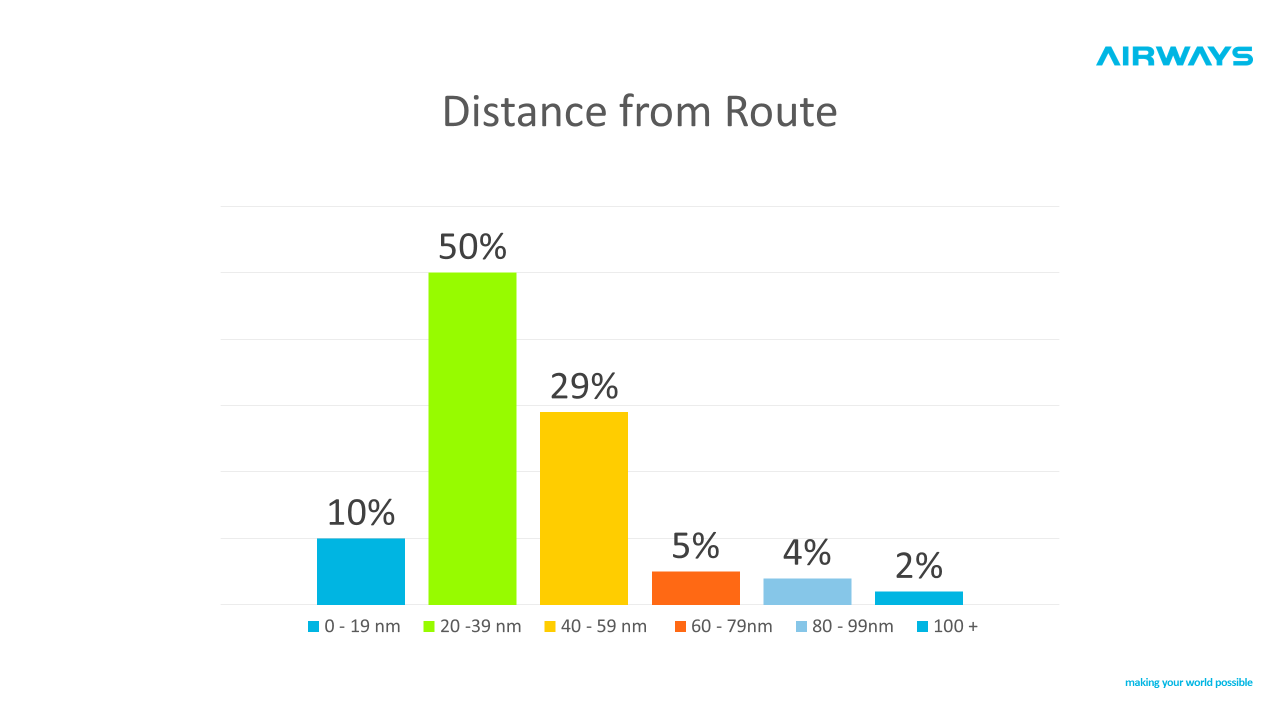 AIRWAYS
Distance from Route
50%
29%
10%
5%
4%
2%
0 - 19 nm 20 -39 nm 40 - 59 nm 60 - 79nm 80 - 99nm 100 +
making your world possible